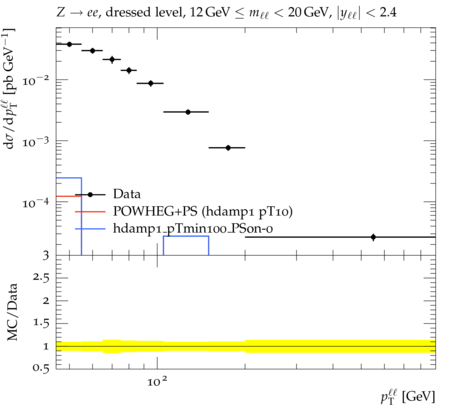 Z → ee, dressed level, 12 GeV ≤ mℓℓ < 20 GeV, |yℓℓ| < 2.4
dσ/dpTℓℓ [pb GeV−1]
10−2
10−3
10−4
Data
POWHEG+PS (hdamp1 pT10)
hdamp1_pTmin100_PSon-0
3
MC/Data
2.5
2
1.5
1
0.5
10 2
pTℓℓ [GeV]